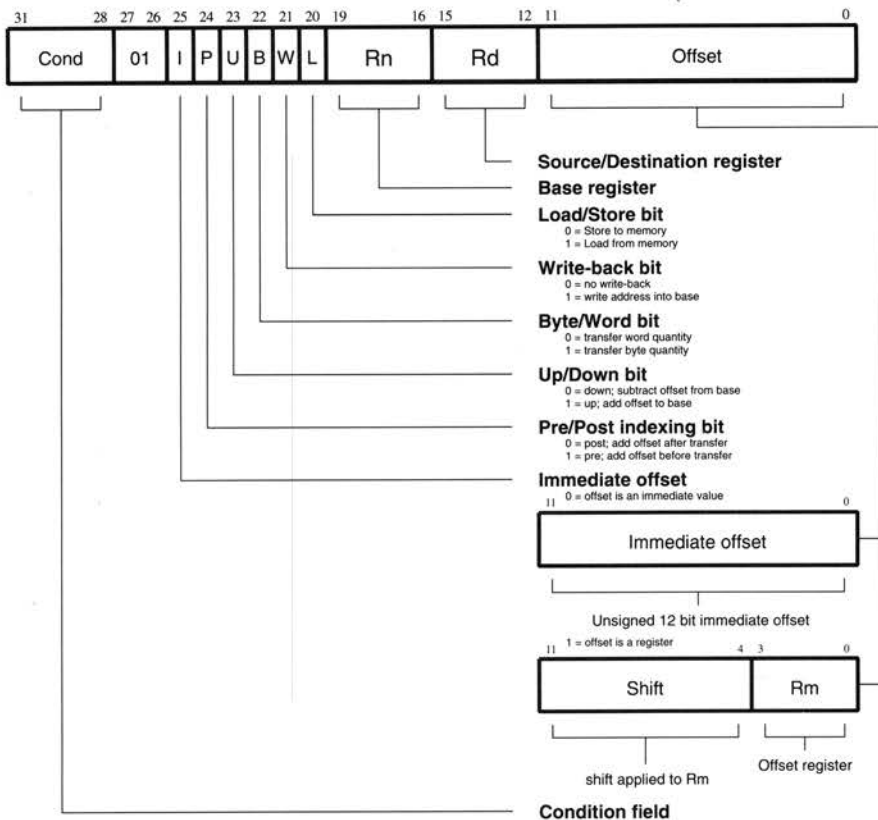 31 28 27 26 25 24 23 22 21 20 19 16 15 12 11 0
Cond 01 I P U B W L Rn Rd Offset
Source/Destination register
Base register
Load/Store bit
0 = Store to memory
1 = Load from memory
Write-back bit
0 = no write-back
1 = write address into base
Byte/Word bit
0 = transfer word quantity
1 = transfer byte quantity
Up/Down bit
0 = down; subtract offset from base
1 = up; add offset to base
Pre/Post indexing bit
0 = post; add offset after transfer
1 = pre; add offset before transfer
Immediate offset
0 = offset is an immediate value
11 0
Immediate offset
Unsigned 12 bit immediate offset
1 = offset is a register
11 4 3 0
Shift Rm
shift applied to Rm Offset register
Condition field